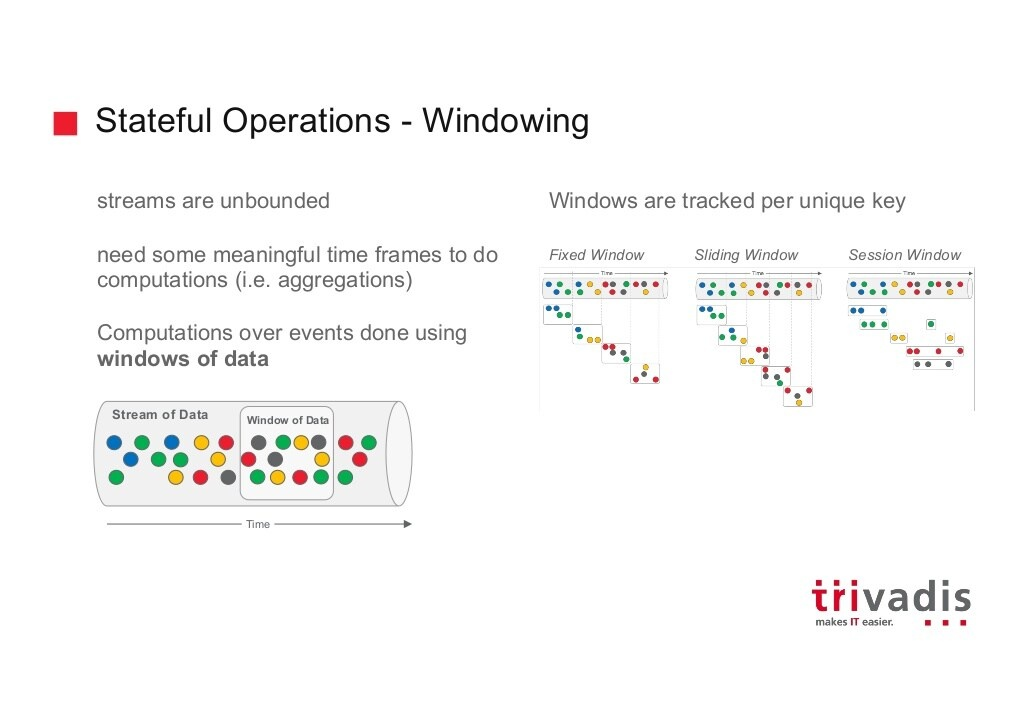 Stateful Operations - Windowing
streams are unbounded
need some meaningful time frames to do
computations (i.e. aggregations)
Computations over events done using
windows of data
Stream of Data
Window of Data
Time
Windows are tracked per unique key
Fixed Window
Sliding Window
Session Window
Time
Time
Time
trivadis
makes IT easier.